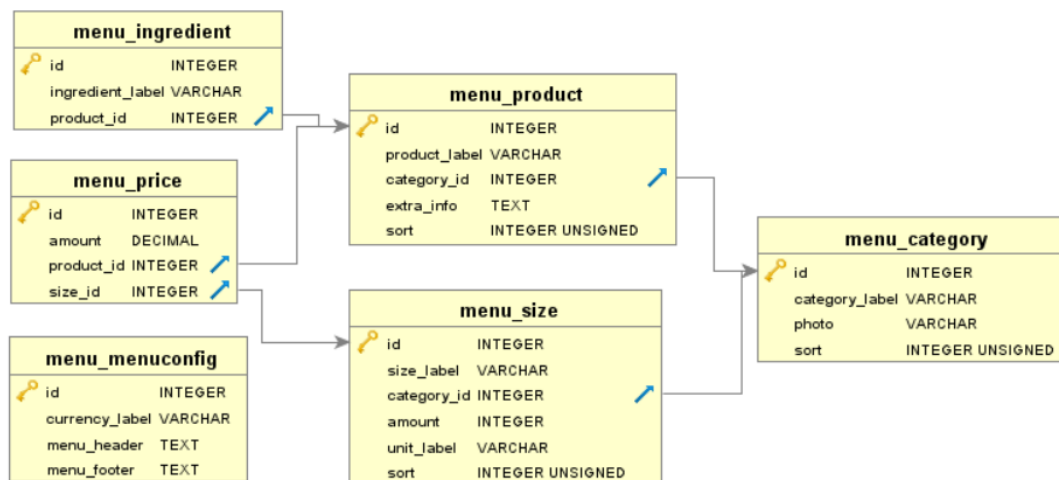 menu_ingredient
id INTEGER
ingredient_label VARCHAR
product_id INTEGER
menu_price
id INTEGER
amount DECIMAL
product_id INTEGER
size_id INTEGER
menu_menuconfig
id INTEGER
currency_label VARCHAR
menu_header TEXT
menu_footer TEXT
menu_product
id INTEGER
product_label VARCHAR
category_id INTEGER
extra_info TEXT
sort INTEGER UNSIGNED
menu_size
id INTEGER
size_label VARCHAR
category_id INTEGER
amount INTEGER
unit_label VARCHAR
sort INTEGER UNSIGNED
menu_category
id INTEGER
category_label VARCHAR
photo VARCHAR
sort INTEGER UNSIGNED